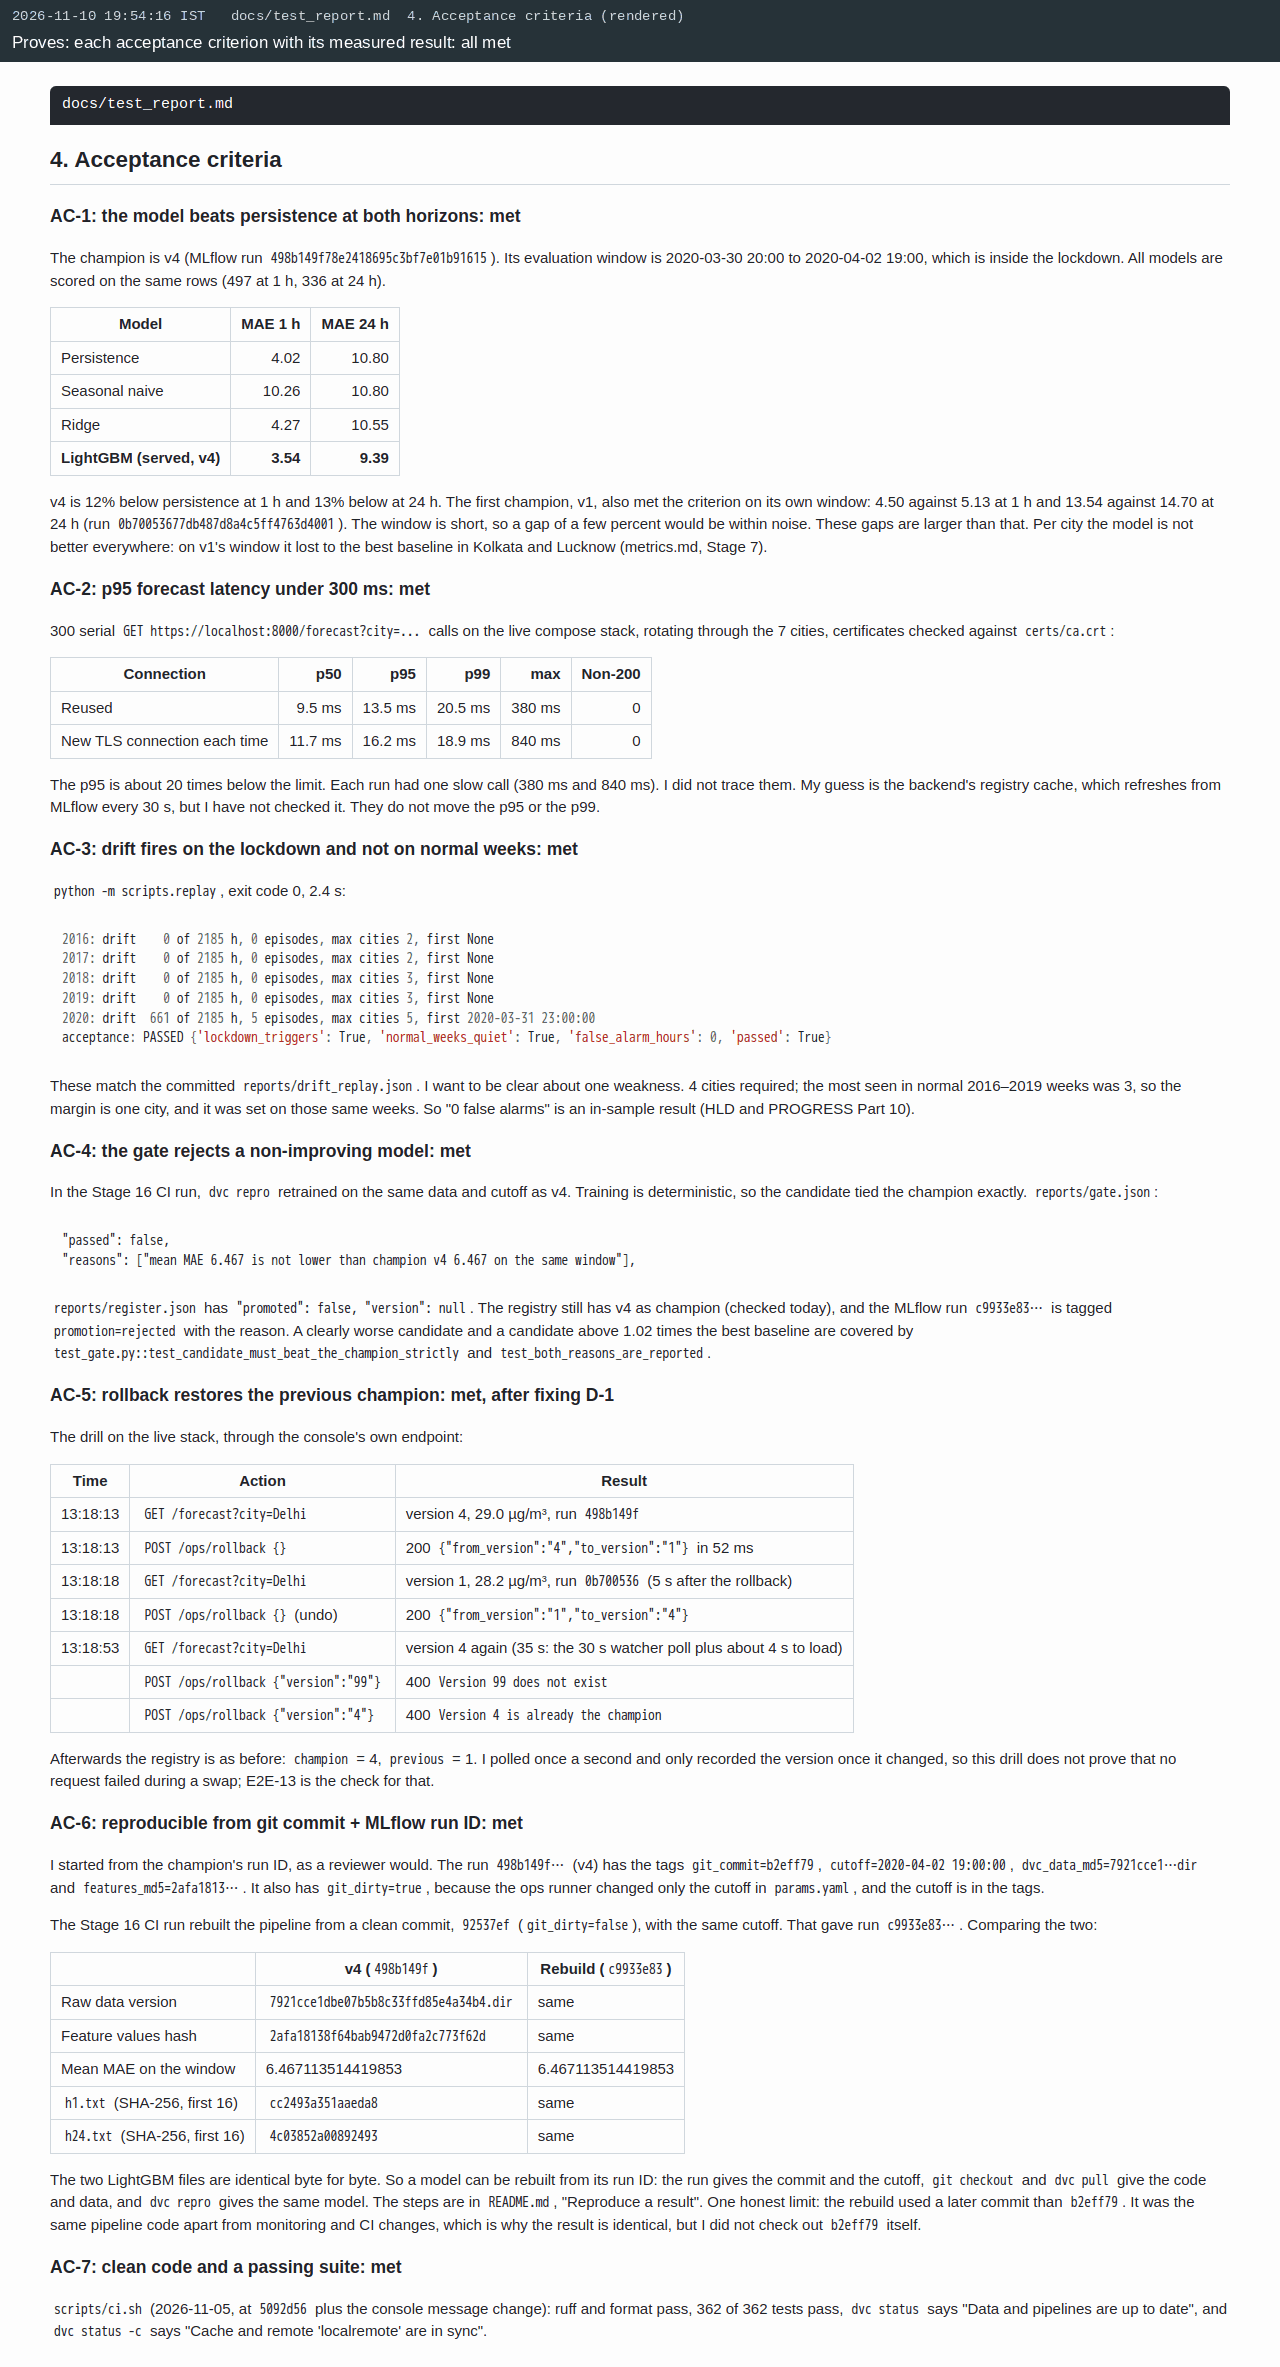 2026-11-10 19:54:16 IST   docs/test_report.md  4. Acceptance criteria (rendered)
Proves: each acceptance criterion with its measured result: all met
docs/test_report.md
4. Acceptance criteria
AC-1: the model beats persistence at both horizons: met
The champion is v4 (MLflow run 498b149f78e2418695c3bf7e01b91615). Its evaluation window is 2020-03-30 20:00 to 2020-04-02 19:00, which is inside the lockdown. All models are
scored on the same rows (497 at 1 h, 336 at 24 h).
Model MAE 1 h MAE 24 h
Persistence 4.02 10.80
Seasonal naive 10.26 10.80
Ridge 4.27 10.55
LightGBM (served, v4) 3.54 9.39
v4 is 12% below persistence at 1 h and 13% below at 24 h. The first champion, v1, also met the criterion on its own window: 4.50 against 5.13 at 1 h and 13.54 against 14.70 at
24 h (run 0b70053677db487d8a4c5ff4763d4001). The window is short, so a gap of a few percent would be within noise. These gaps are larger than that. Per city the model is not
better everywhere: on v1's window it lost to the best baseline in Kolkata and Lucknow (metrics.md, Stage 7).
AC-2: p95 forecast latency under 300 ms: met
300 serial GET https://localhost:8000/forecast?city=... calls on the live compose stack, rotating through the 7 cities, certificates checked against certs/ca.crt:
Connection p50 p95 p99 max Non-200
Reused 9.5 ms 13.5 ms 20.5 ms 380 ms 0
New TLS connection each time 11.7 ms 16.2 ms 18.9 ms 840 ms 0
The p95 is about 20 times below the limit. Each run had one slow call (380 ms and 840 ms). I did not trace them. My guess is the backend's registry cache, which refreshes from
MLflow every 30 s, but I have not checked it. They do not move the p95 or the p99.
AC-3: drift fires on the lockdown and not on normal weeks: met
python -m scripts.replay, exit code 0, 2.4 s:
2016: drift    0 of 2185 h, 0 episodes, max cities 2, first None
2017: drift    0 of 2185 h, 0 episodes, max cities 2, first None
2018: drift    0 of 2185 h, 0 episodes, max cities 3, first None
2019: drift    0 of 2185 h, 0 episodes, max cities 3, first None
2020: drift  661 of 2185 h, 5 episodes, max cities 5, first 2020-03-31 23:00:00
acceptance: PASSED {'lockdown_triggers': True, 'normal_weeks_quiet': True, 'false_alarm_hours': 0, 'passed': True}
These match the committed reports/drift_replay.json. I want to be clear about one weakness. 4 cities required; the most seen in normal 2016–2019 weeks was 3, so the
margin is one city, and it was set on those same weeks. So "0 false alarms" is an in-sample result (HLD and PROGRESS Part 10).
AC-4: the gate rejects a non-improving model: met
In the Stage 16 CI run, dvc repro retrained on the same data and cutoff as v4. Training is deterministic, so the candidate tied the champion exactly. reports/gate.json:
"passed": false,
"reasons": ["mean MAE 6.467 is not lower than champion v4 6.467 on the same window"],
reports/register.json has "promoted": false, "version": null. The registry still has v4 as champion (checked today), and the MLflow run c9933e83… is tagged
promotion=rejected with the reason. A clearly worse candidate and a candidate above 1.02 times the best baseline are covered by
test_gate.py::test_candidate_must_beat_the_champion_strictly and test_both_reasons_are_reported.
AC-5: rollback restores the previous champion: met, after fixing D-1
The drill on the live stack, through the console's own endpoint:
Time Action Result
13:18:13 GET /forecast?city=Delhi version 4, 29.0 µg/m³, run 498b149f
13:18:13 POST /ops/rollback {} 200 {"from_version":"4","to_version":"1"} in 52 ms
13:18:18 GET /forecast?city=Delhi version 1, 28.2 µg/m³, run 0b700536 (5 s after the rollback)
13:18:18 POST /ops/rollback {} (undo) 200 {"from_version":"1","to_version":"4"}
13:18:53 GET /forecast?city=Delhi version 4 again (35 s: the 30 s watcher poll plus about 4 s to load)
POST /ops/rollback {"version":"99"} 400 Version 99 does not exist
POST /ops/rollback {"version":"4"} 400 Version 4 is already the champion
Afterwards the registry is as before: champion = 4, previous = 1. I polled once a second and only recorded the version once it changed, so this drill does not prove that no
request failed during a swap; E2E-13 is the check for that.
AC-6: reproducible from git commit + MLflow run ID: met
I started from the champion's run ID, as a reviewer would. The run 498b149f… (v4) has the tags git_commit=b2eff79, cutoff=2020-04-02 19:00:00, dvc_data_md5=7921cce1…dir
and features_md5=2afa1813…. It also has git_dirty=true, because the ops runner changed only the cutoff in params.yaml, and the cutoff is in the tags.
The Stage 16 CI run rebuilt the pipeline from a clean commit, 92537ef (git_dirty=false), with the same cutoff. That gave run c9933e83…. Comparing the two:
v4 (498b149f) Rebuild (c9933e83)
Raw data version 7921cce1dbe07b5b8c33ffd85e4a34b4.dir same
Feature values hash 2afa18138f64bab9472d0fa2c773f62d same
Mean MAE on the window 6.467113514419853 6.467113514419853
h1.txt (SHA-256, first 16) cc2493a351aaeda8 same
h24.txt (SHA-256, first 16) 4c03852a00892493 same
The two LightGBM files are identical byte for byte. So a model can be rebuilt from its run ID: the run gives the commit and the cutoff, git checkout and dvc pull give the code
and data, and dvc repro gives the same model. The steps are in README.md, "Reproduce a result". One honest limit: the rebuild used a later commit than b2eff79. It was the
same pipeline code apart from monitoring and CI changes, which is why the result is identical, but I did not check out b2eff79 itself.
AC-7: clean code and a passing suite: met
scripts/ci.sh (2026-11-05, at 5092d56 plus the console message change): ruff and format pass, 362 of 362 tests pass, dvc status says "Data and pipelines are up to date", and
dvc status -c says "Cache and remote 'localremote' are in sync".